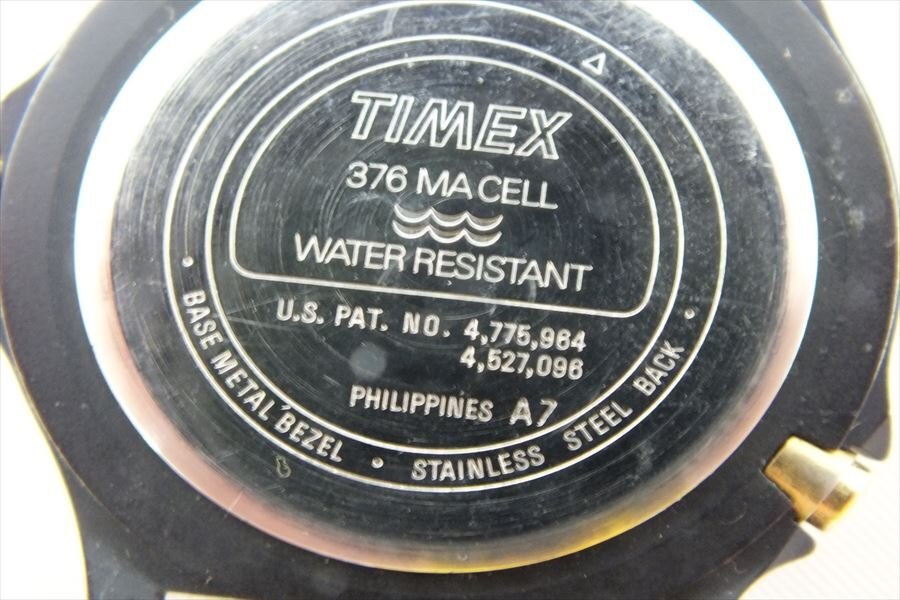 TIMEX
376 MA CELL
WATER RESISTANT
U.S. PAT. NO. 4,775,964
4,527,096
PHILIPPINES A7
• BASE METAL BEZEL • STAINLESS STEEL BACK •
B